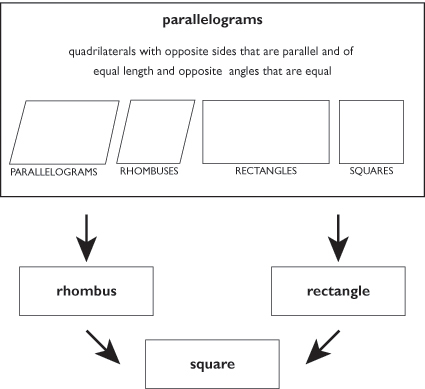 parallelograms
quadrilaterals with opposite sides that are parallel and of
equal length and opposite angles that are equal
PARALLELOGRAMS RHOMBUSES RECTANGLES SQUARES
rhombus rectangle
square